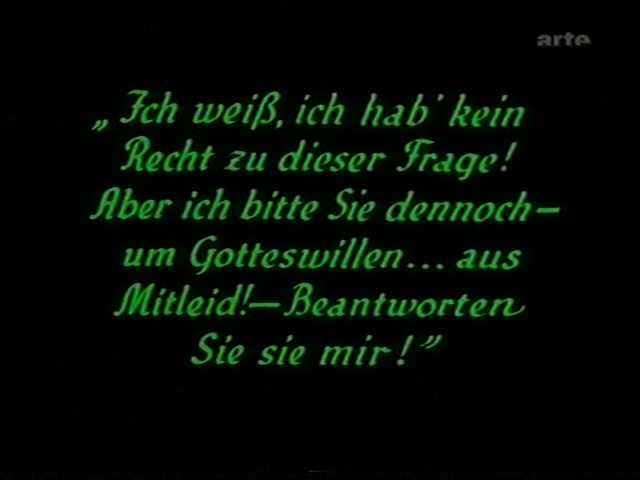 arte
„Ich weiß, ich hab' kein
Recht zu dieser Frage!
Aber ich bitte Sie dennoch—
um Gotteswillen... aus
Mitleid!—Beantworten
Sie sie mir!”